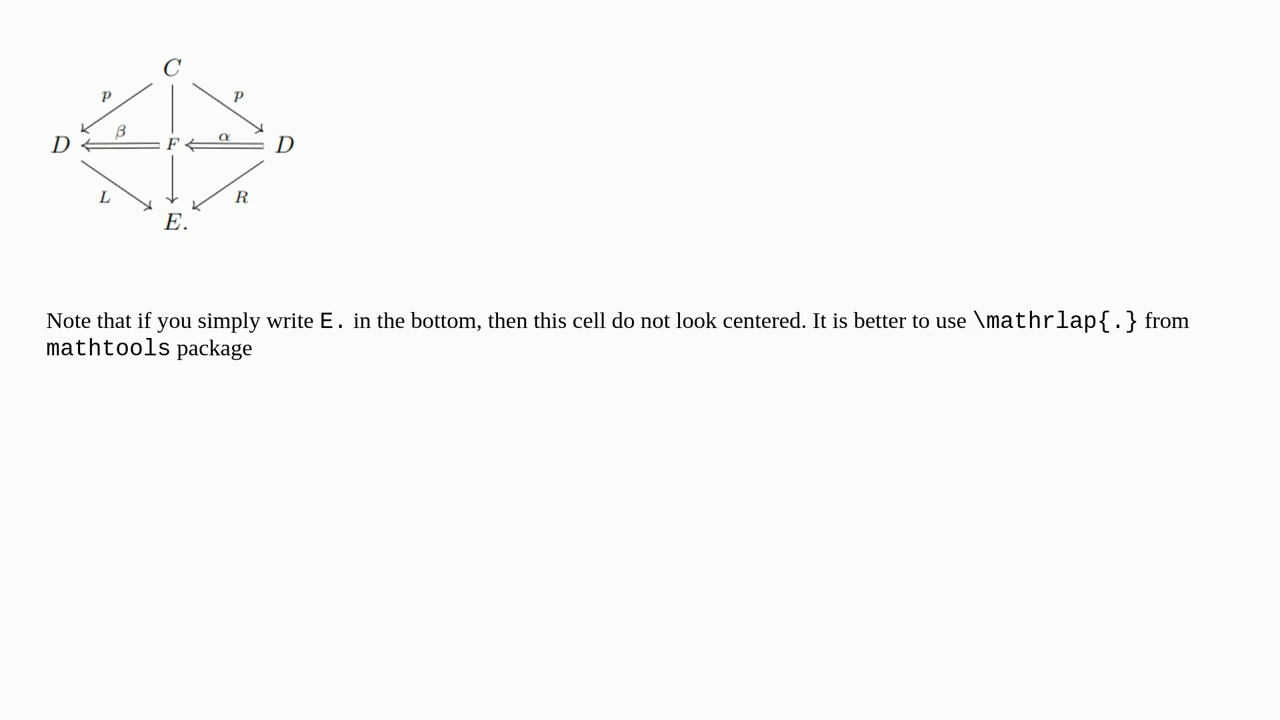 C
p p
β α
D F D
L R
E.
Note that if you simply write E. in the bottom, then this cell do not look centered. It is better to use \mathrlap{.} from
mathtools package